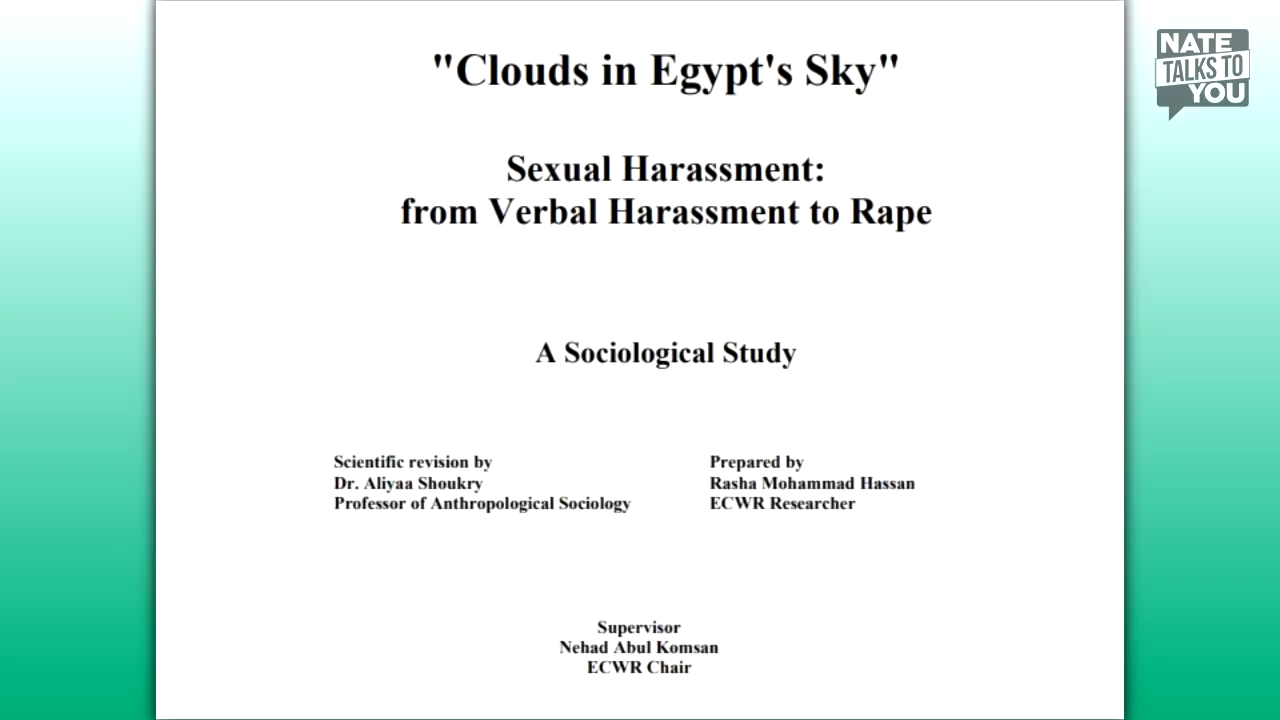 "Clouds in Egypt's Sky"
Sexual Harassment:
from Verbal Harassment to Rape
A Sociological Study
Scientific revision by
Dr. Aliyaa Shoukry
Professor of Anthropological Sociology
Prepared by
Rasha Mohammad Hassan
ECWR Researcher
Supervisor
Nehad Abul Komsan
ECWR Chair
NATE
TALKS TO
YOU